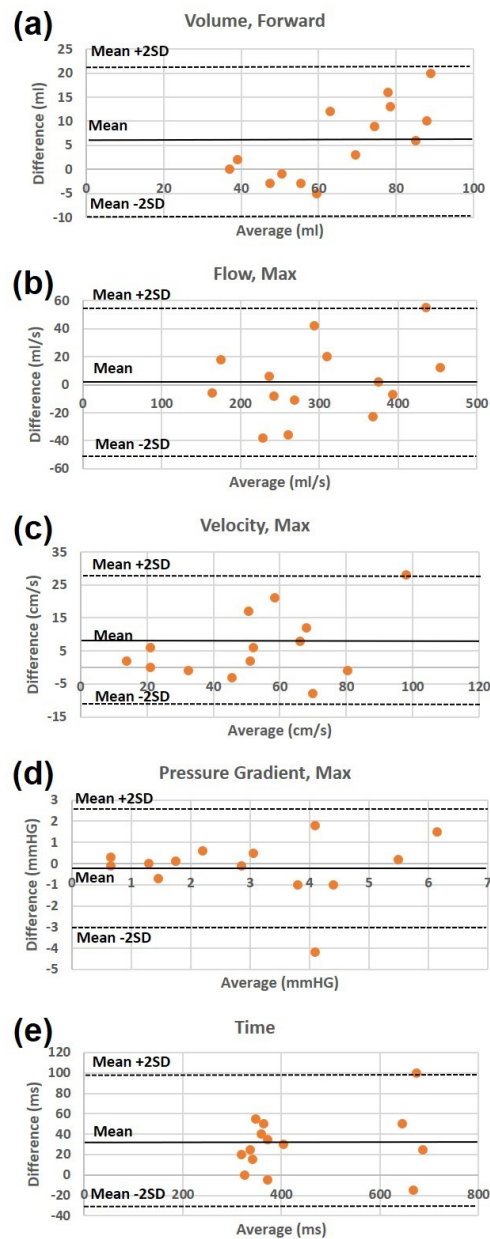 (a)
Volume, Forward
25
Mean +2SD
20
15
10
Mean
5
0
0 20 40 60 80 100
-5
Mean -2SD
-10
Difference (ml)
Average (ml)
(b)
Flow, Max
60
Mean +2SD
40
20
Mean
0
0 100 200 300 400 500
-20
-40
Mean -2SD
-60
Difference (ml/s)
Average (ml/s)
(c)
Velocity, Max
35
Mean +2SD
25
15
Mean
5
-5
0 20 40 60 80 100 120
Mean -2SD
-15
Difference (cm/s)
Average (cm/s)
(d)
Pressure Gradient, Max
3
Mean +2SD
2
1
0
Mean
0 1 2 3 4 5 6 7
-1
-2
-3
Mean -2SD
-4
-5
Difference (mmHG)
Average (mmHG)
(e)
Time
120
Mean +2SD
100
80
60
40
Mean
20
0
0 200 400 600 800
-20
Mean -2SD
-40
Difference (ms)
Average (ms)